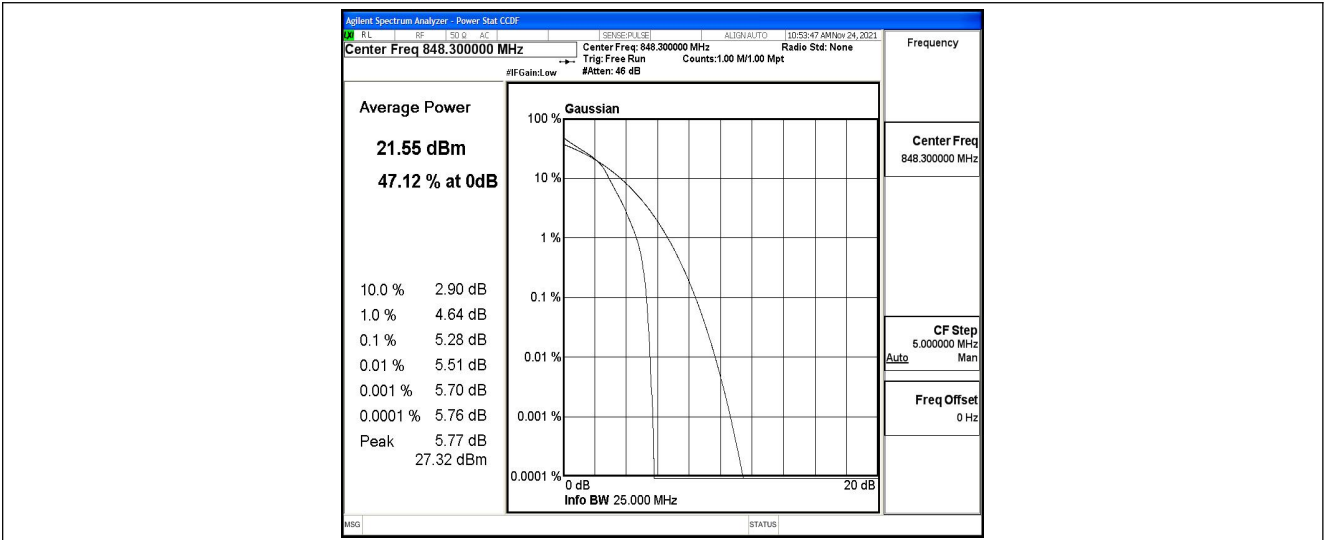 Agilent Spectrum Analyzer - Power Stat CCDF
LXI RL RF 50 Ω AC SENSE:PULSE ALIGN AUTO 10:53:47 AM Nov 24, 2021
Center Freq 848.300000 MHz
Center Freq: 848.300000 MHz Radio Std: None
Trig: Free Run Counts:1.00 M/1.00 Mpt
#IFGain:Low #Atten: 46 dB
Frequency
Average Power
21.55 dBm
47.12 % at 0dB
10.0 % 2.90 dB
1.0 % 4.64 dB
0.1 % 5.28 dB
0.01 % 5.51 dB
0.001 % 5.70 dB
0.0001 % 5.76 dB
Peak 5.77 dB
27.32 dBm
Gaussian
100 %
10 %
1 %
0.1 %
0.01 %
0.001 %
0.0001 %
0 dB 20 dB
Info BW 25.000 MHz
Center Freq
848.300000 MHz
CF Step
5.000000 MHz
Auto Man
Freq Offset
0 Hz
MSG STATUS